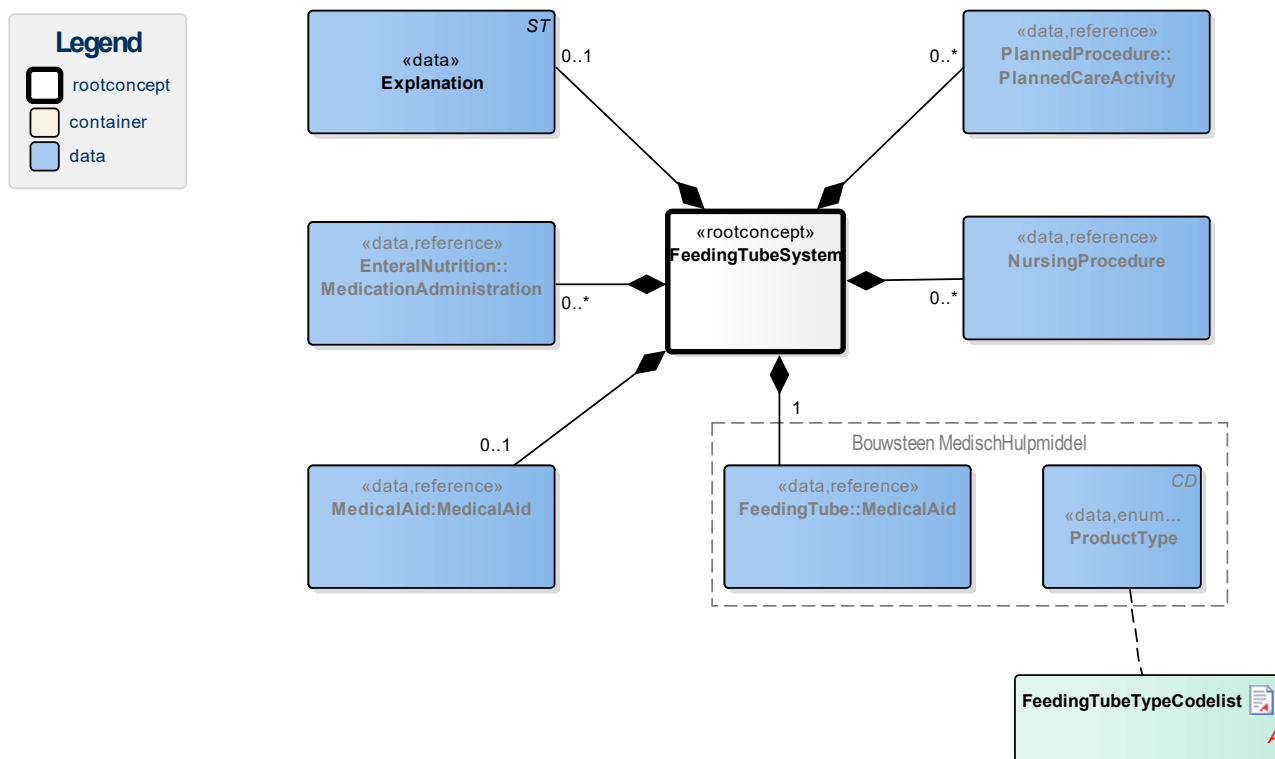 Legend
rootconcept
container
data
ST
«data»
Explanation
0..1
«data,reference»
PlannedProcedure::
PlannedCareActivity
0..*
«rootconcept»
FeedingTubeSystem
«data,reference»
EnteralNutrition::
MedicationAdministration
0..*
«data,reference»
NursingProcedure
0..*
0..1
«data,reference»
MedicalAid:MedicalAid
1
Bouwsteen MedischHulpmiddel
«data,reference»
FeedingTube::MedicalAid
CD
«data,enum...
ProductType
FeedingTubeTypeCodelist
A